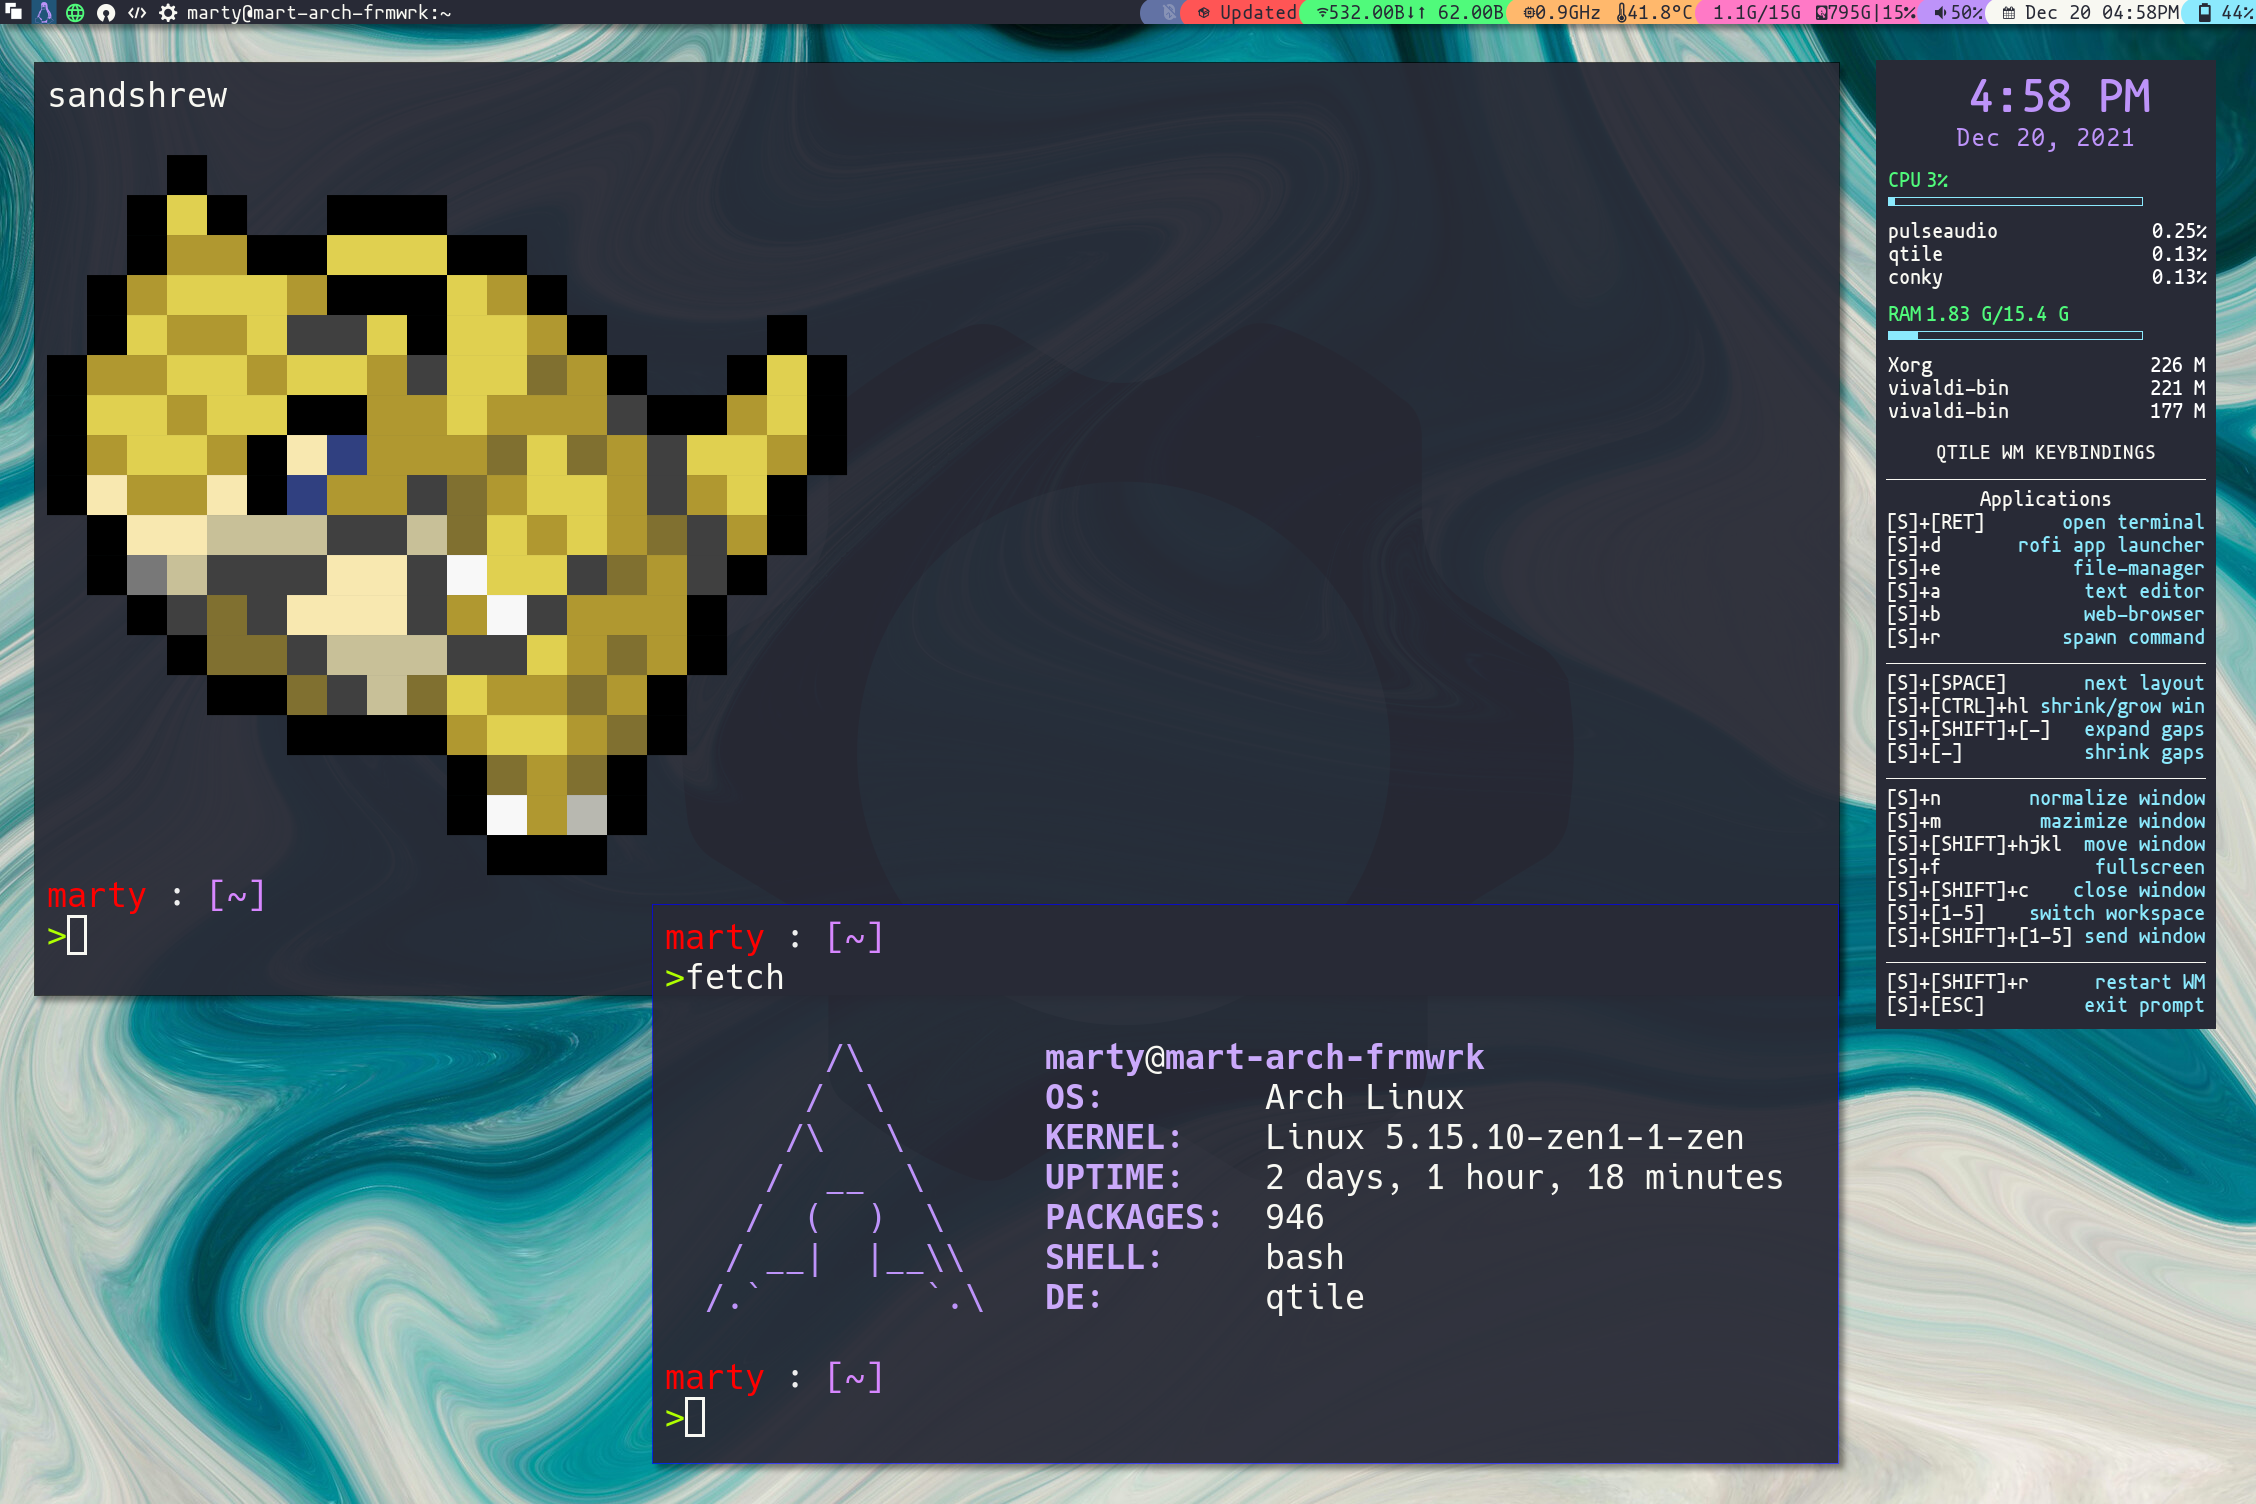 marty@mart-arch-frmwrk:~
Updated 532.00B↓↑ 62.00B 0.9GHz 41.8°C 1.1G/15G 795G|15% 50% Dec 20 04:58PM 44%
sandshrew
marty : [~]
>
marty : [~]
>fetch
/\
/  \
/\   \
/  __  \
/  (  )  \
/ __|  |__\\
/.`        `.\
marty@mart-arch-frmwrk
OS: Arch Linux
KERNEL: Linux 5.15.10-zen1-1-zen
UPTIME: 2 days, 1 hour, 18 minutes
PACKAGES: 946
SHELL: bash
DE: qtile
marty : [~]
>
4:58 PM
Dec 20, 2021
CPU 3%
pulseaudio 0.25%
qtile 0.13%
conky 0.13%
RAM 1.83 G/15.4 G
Xorg 226 M
vivaldi-bin 221 M
vivaldi-bin 177 M
QTILE WM KEYBINDINGS
Applications
[S]+[RET] open terminal
[S]+d rofi app launcher
[S]+e file-manager
[S]+a text editor
[S]+b web-browser
[S]+r spawn command
[S]+[SPACE] next layout
[S]+[CTRL]+hl shrink/grow win
[S]+[SHIFT]+[-] expand gaps
[S]+[-] shrink gaps
[S]+n normalize window
[S]+m mazimize window
[S]+[SHIFT]+hjkl move window
[S]+f fullscreen
[S]+[SHIFT]+c close window
[S]+[1-5] switch workspace
[S]+[SHIFT]+[1-5] send window
[S]+[SHIFT]+r restart WM
[S]+[ESC] exit prompt